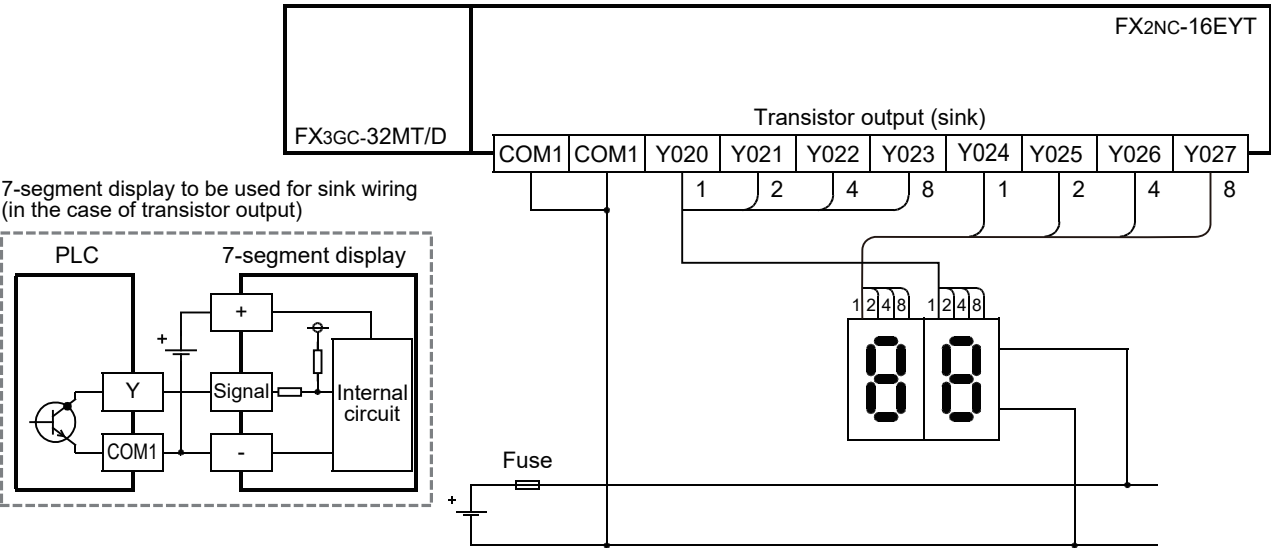 FX2NC-16EYT
Transistor output (sink)
FX3GC-32MT/D
COM1 COM1 Y020 Y021 Y022 Y023 Y024 Y025 Y026 Y027
1 2 4 8 1 2 4 8
7-segment display to be used for sink wiring
(in the case of transistor output)
PLC 7-segment display
+
+
Y Signal Internal
circuit
COM1 -
1 2 4 8 1 2 4 8
8 8
Fuse
+